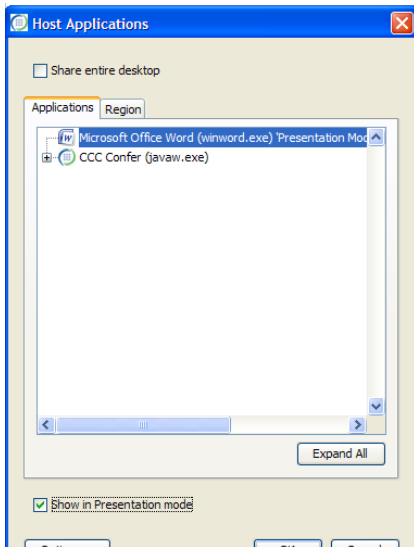 Host Applications
Share entire desktop
Applications Region
Microsoft Office Word (winword.exe) 'Presentation Mod
CCC Confer (javaw.exe)
Expand All
Show in Presentation mode